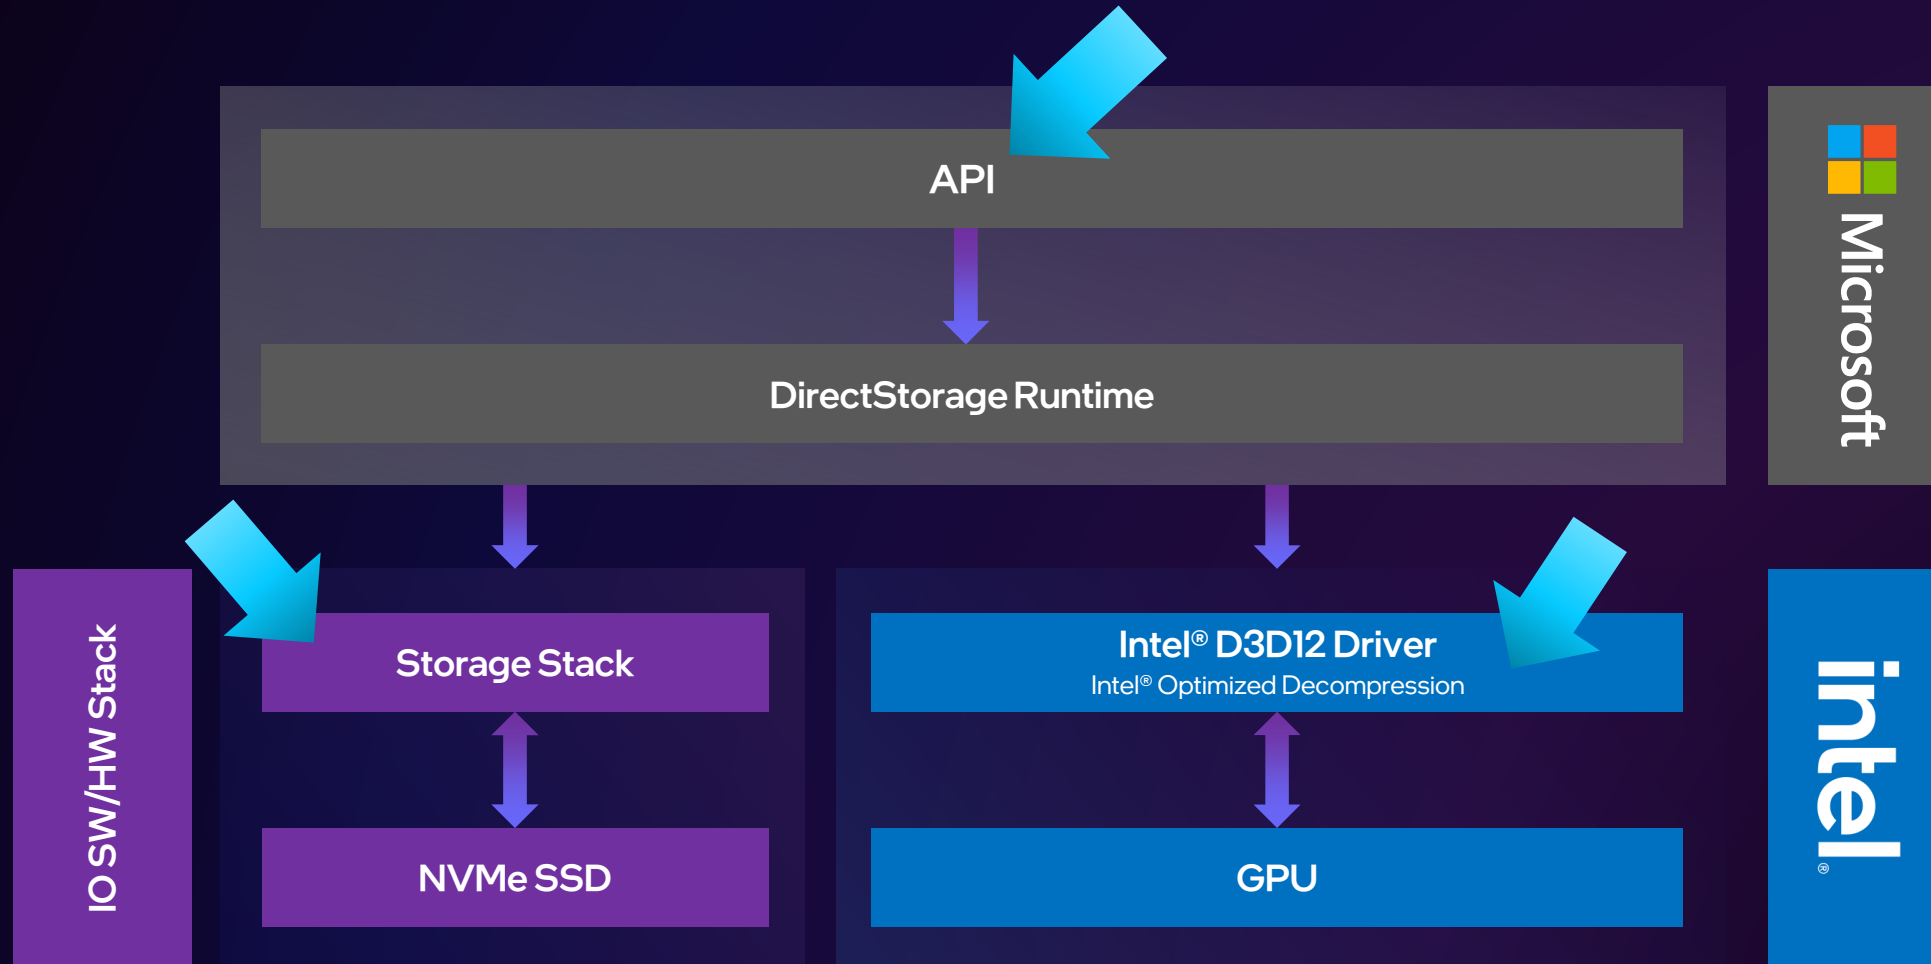 API
Microsoft
DirectStorage Runtime
IO SW/HW Stack
Storage Stack
Intel® D3D12 Driver
Intel® Optimized Decompression
intel®
NVMe SSD
GPU